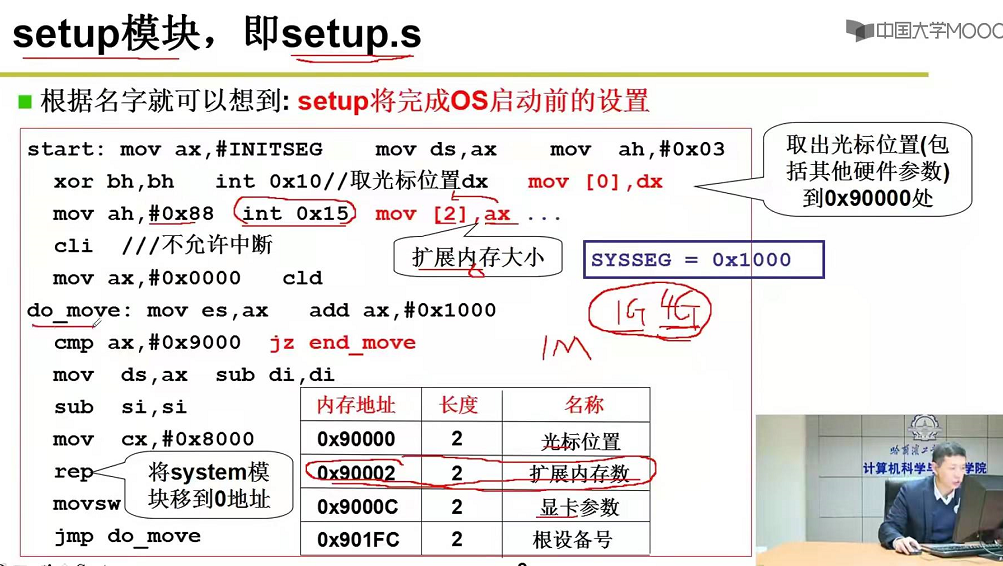 setup模块，即setup.s
中国大学MOOC
根据名字就可以想到: setup将完成OS启动前的设置
start: mov ax,#INITSEG mov ds,ax mov ah,#0x03
xor bh,bh int 0x10//取光标位置dx mov [0],dx
mov ah,#0x88 int 0x15 mov [2],ax ...
cli ///不允许中断
mov ax,#0x0000 cld
do_move: mov es,ax add ax,#0x1000
cmp ax,#0x9000 jz end_move
mov ds,ax sub di,di
sub si,si
mov cx,#0x8000
rep
movsw
jmp do_move
取出光标位置(包
括其他硬件参数)
到0x90000处
扩展内存大小
SYSSEG = 0x1000
1G 4G
1M
将system模
块移到0地址
内存地址 长度 名称
0x90000 2 光标位置
0x90002 2 扩展内存数
0x9000C 2 显卡参数
0x901FC 2 根设备号
计算机科学与 学院